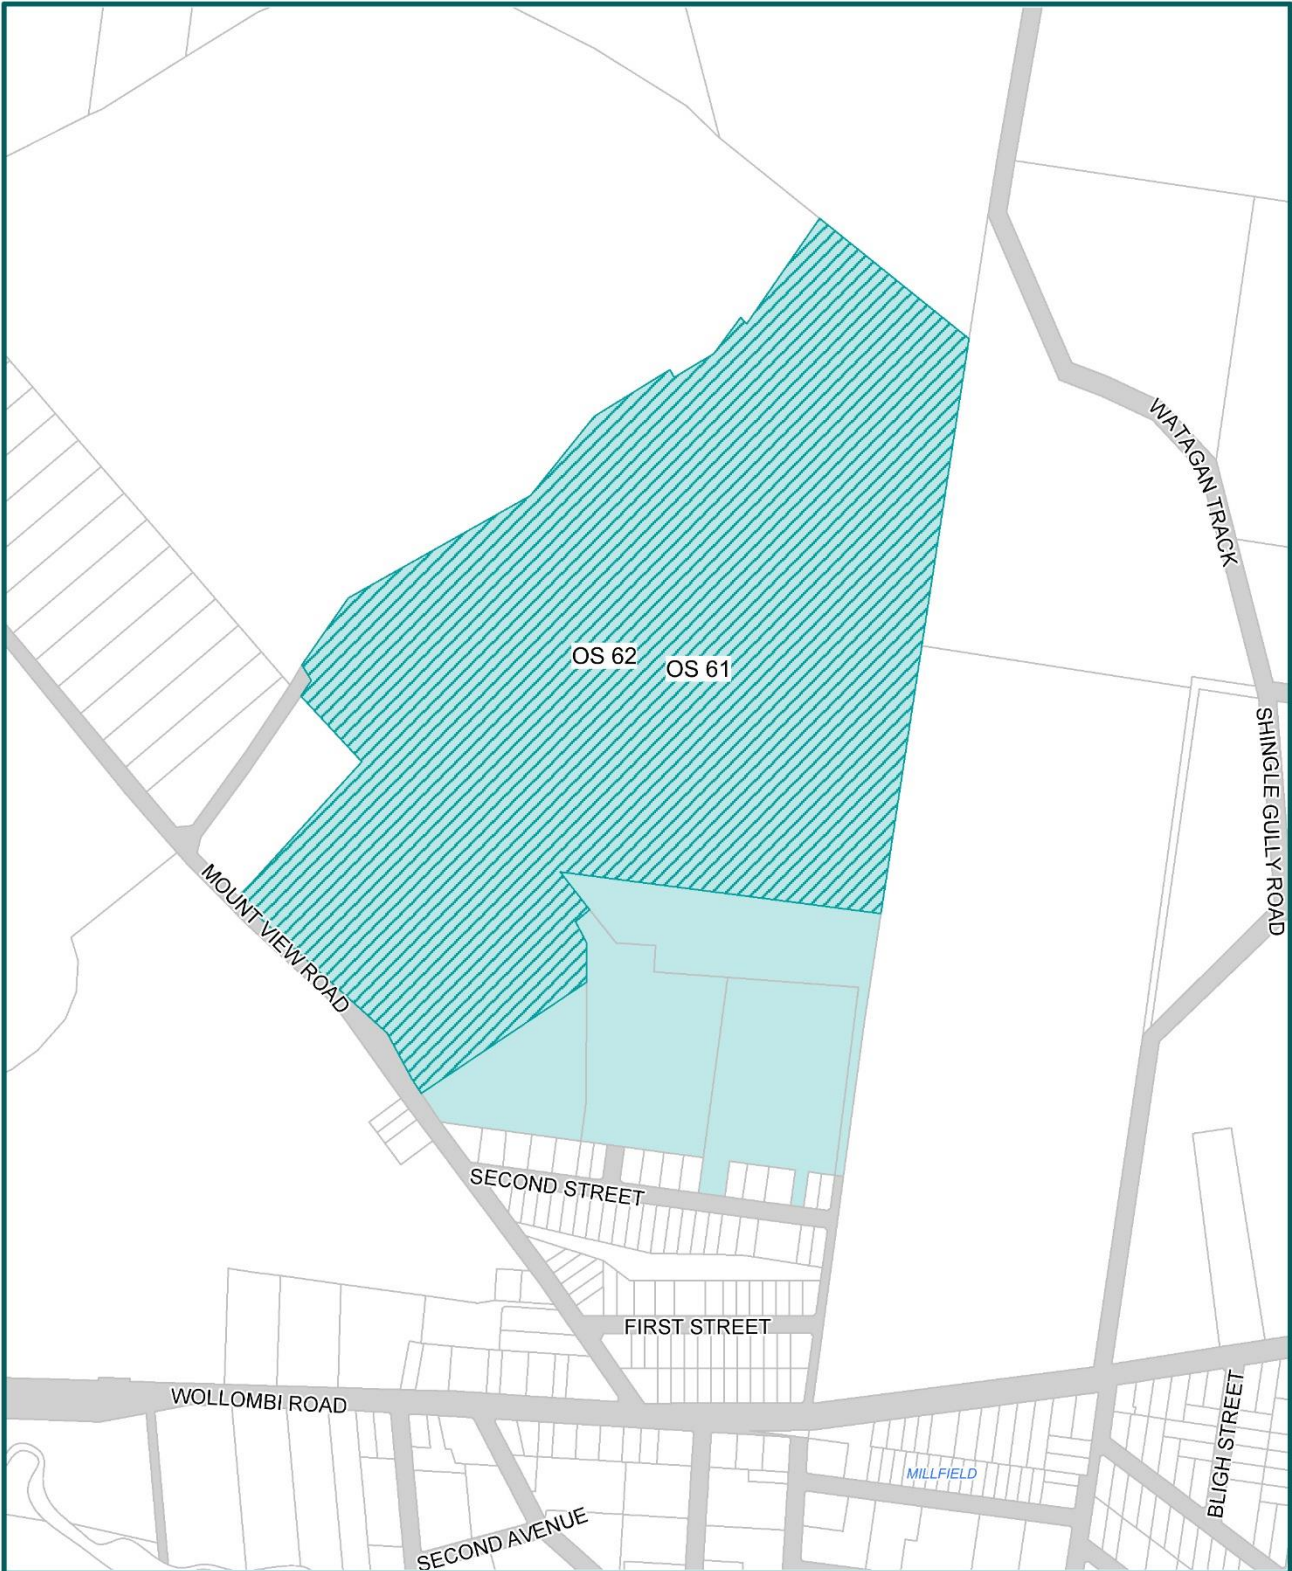 WATAGAN TRACK
OS 62
OS 61
SHINGLE GULLY ROAD
MOUNT VIEW ROAD
SECOND STREET
FIRST STREET
WOLLOMBI ROAD
BLIGH STREET
MILLFIELD
SECOND AVENUE